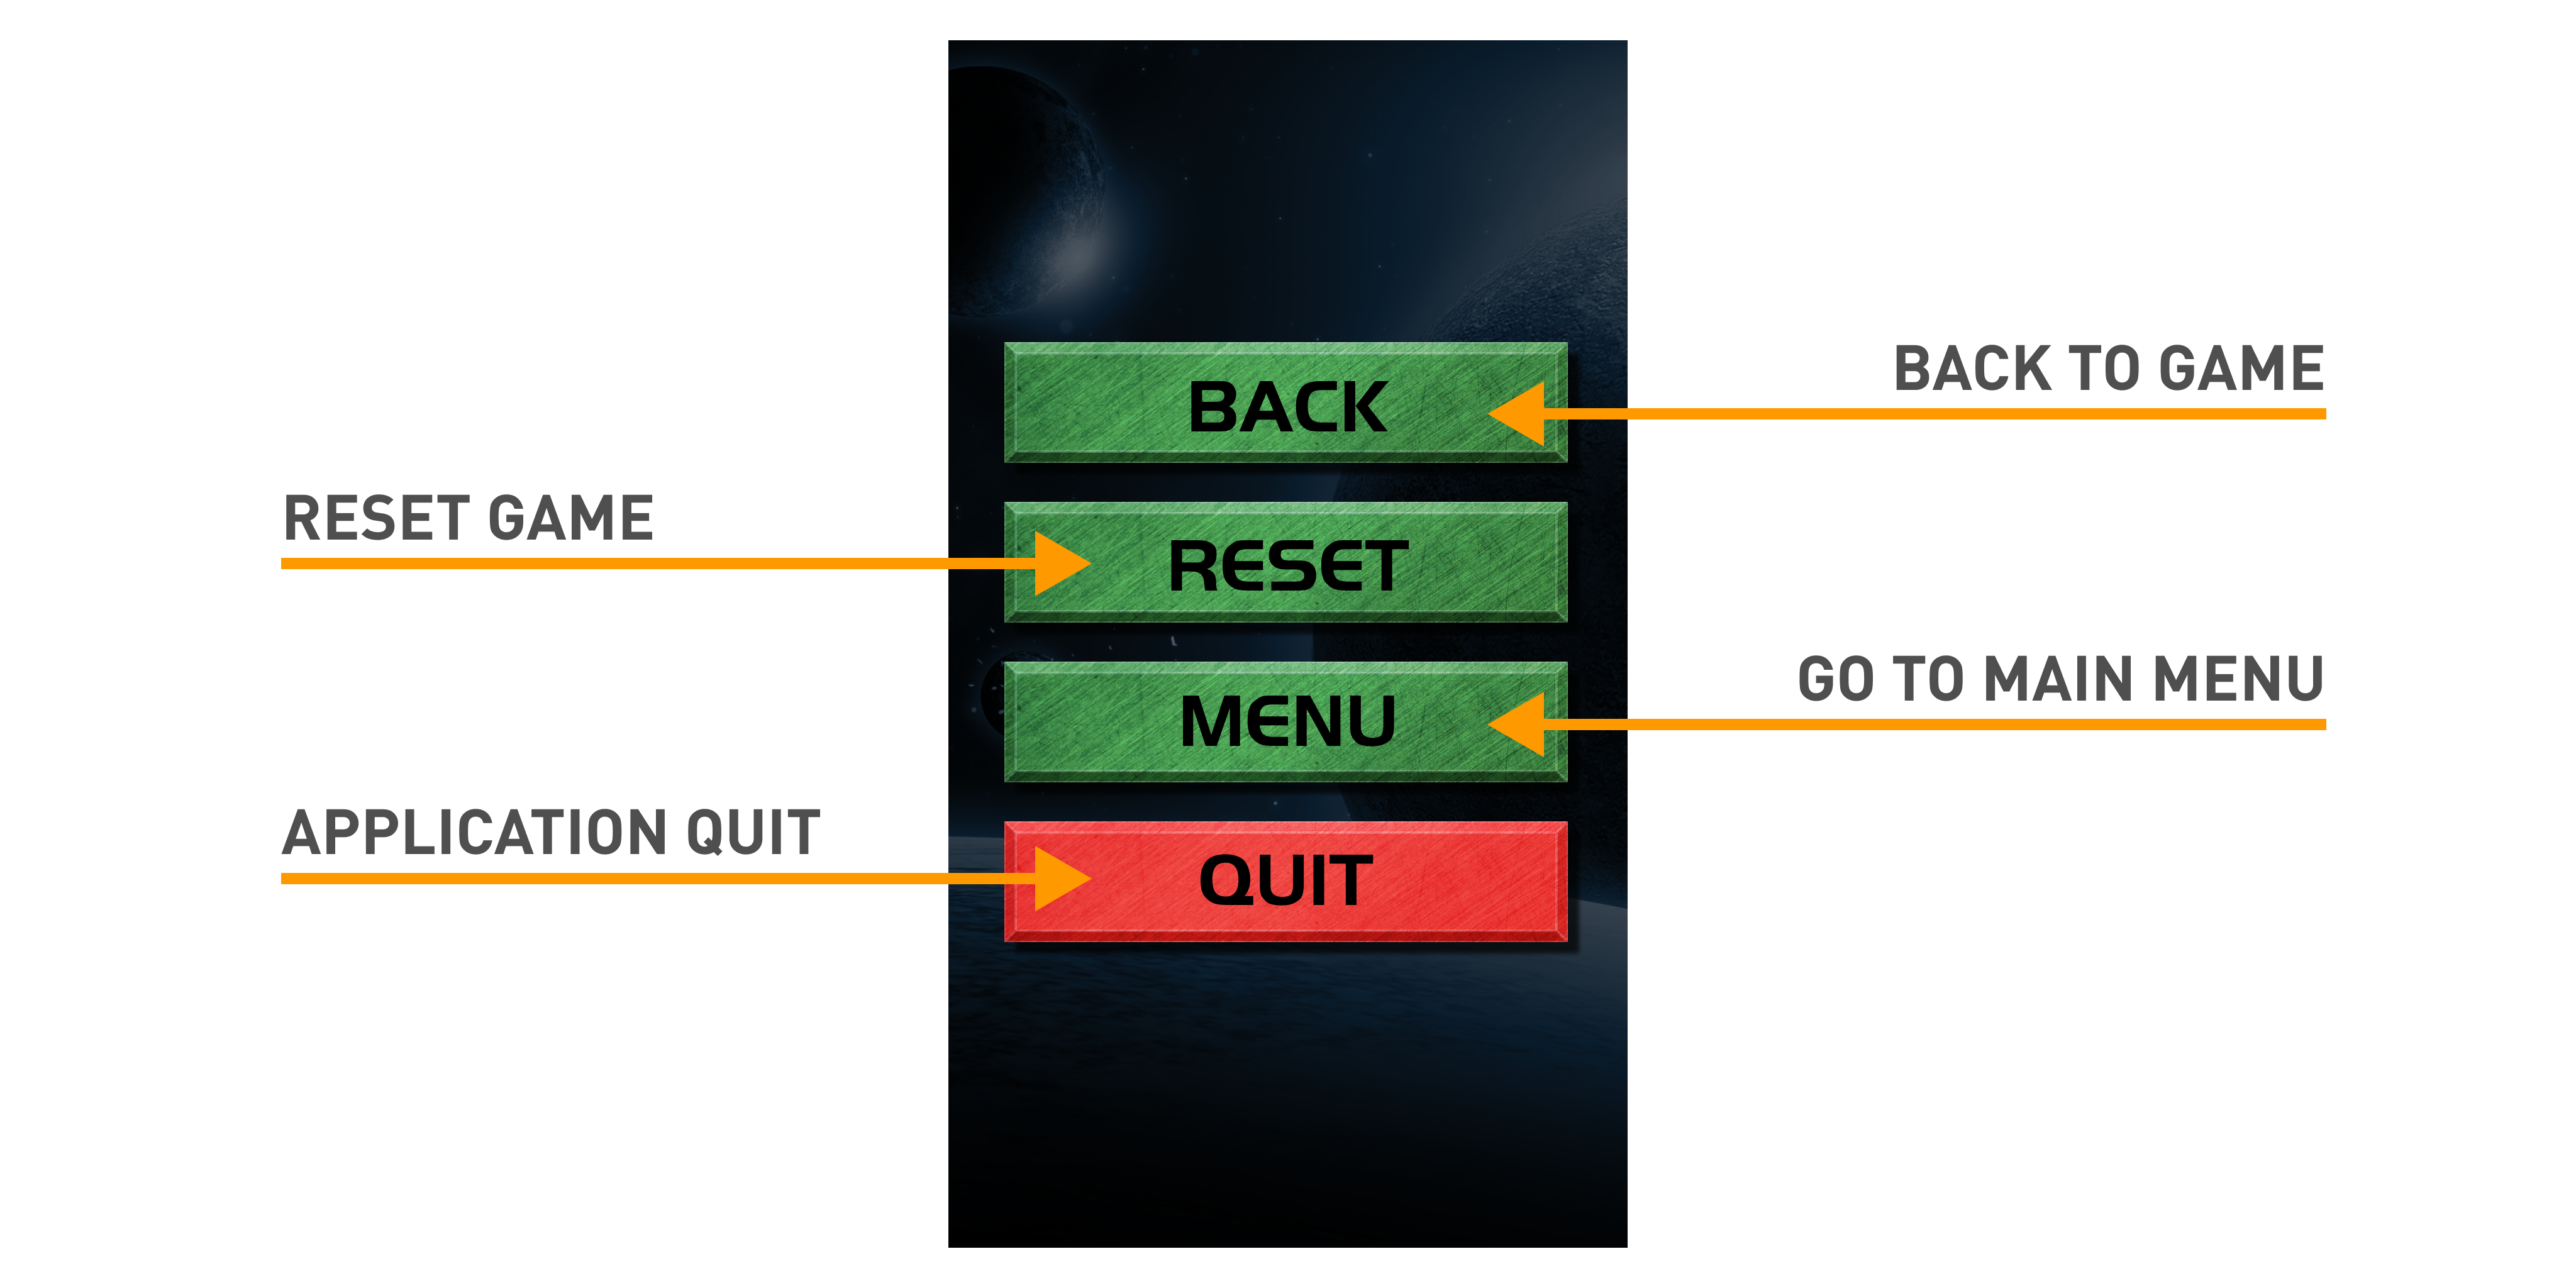 BACK TO GAME
BACK
RESET GAME
RESET
GO TO MAIN MENU
MENU
APPLICATION QUIT
QUIT